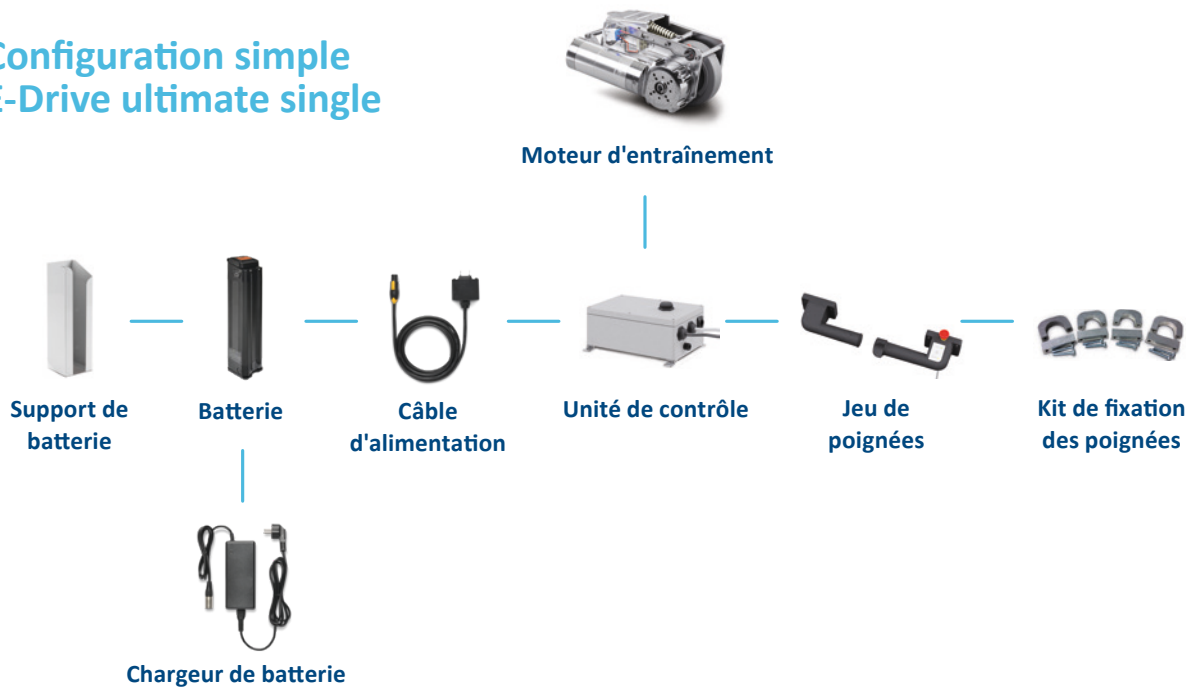 Configuration simple
E-Drive ultimate single
Moteur d'entraînement
Support de
batterie
Batterie
Câble
d'alimentation
Unité de contrôle
Jeu de
poignées
Kit de fixation
des poignées
Chargeur de batterie